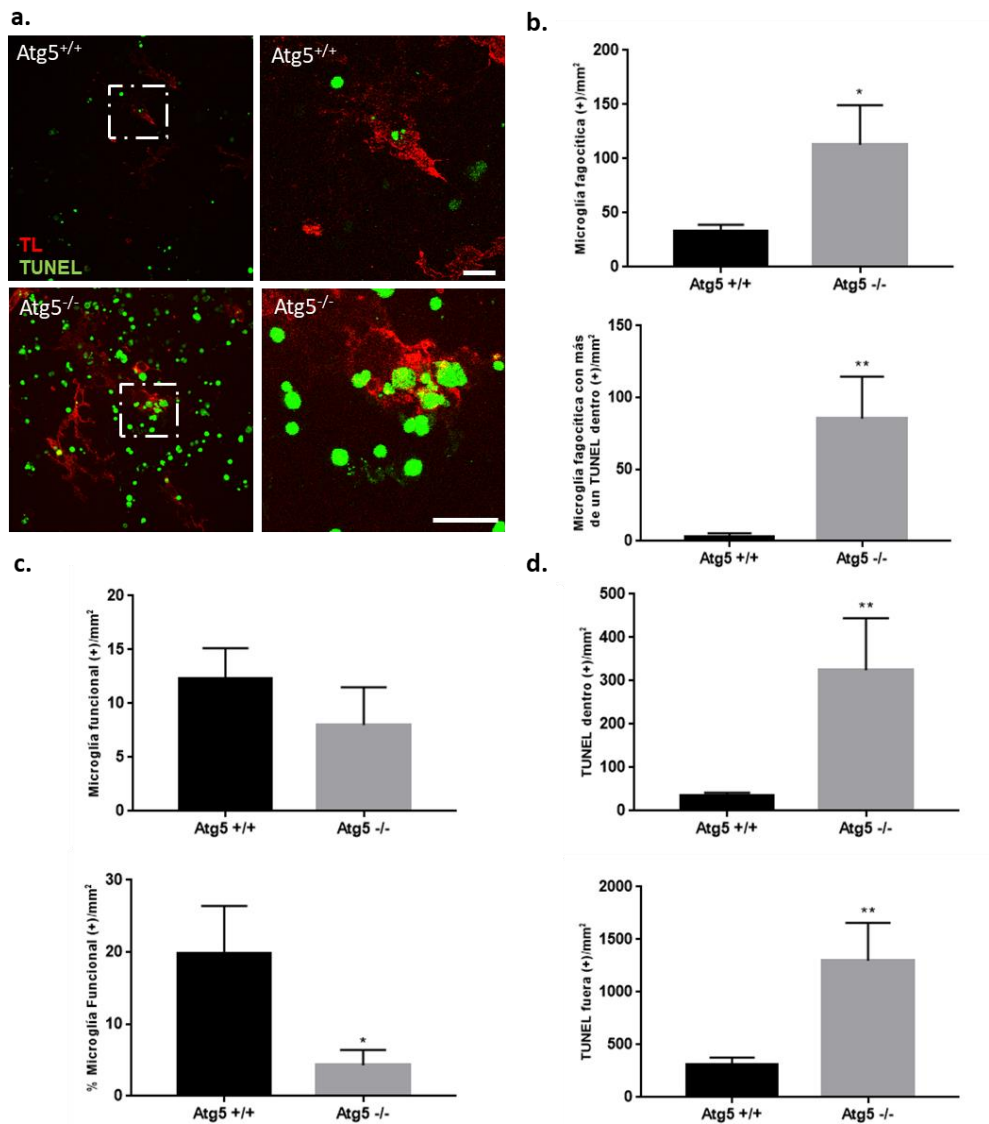 a.
Atg5+/+
Atg5+/+
TL
TUNEL
Atg5-/-
Atg5-/-
b.
Microglía fagocítica (+)/mm²
200
150
100
50
0
*
Atg5 +/+
Atg5 -/-
Microglía fagocítica con más
de un TUNEL dentro (+)/mm²
150
100
50
0
**
Atg5 +/+
Atg5 -/-
c.
Microglía funcional (+)/mm²
20
15
10
5
0
Atg5 +/+
Atg5 -/-
% Microglía Funcional (+)/mm²
30
20
10
0
*
Atg5 +/+
Atg5 -/-
d.
TUNEL dentro (+)/mm²
500
400
300
200
100
0
**
Atg5 +/+
Atg5 -/-
TUNEL fuera (+)/mm²
2000
1500
1000
500
0
**
Atg5 +/+
Atg5 -/-